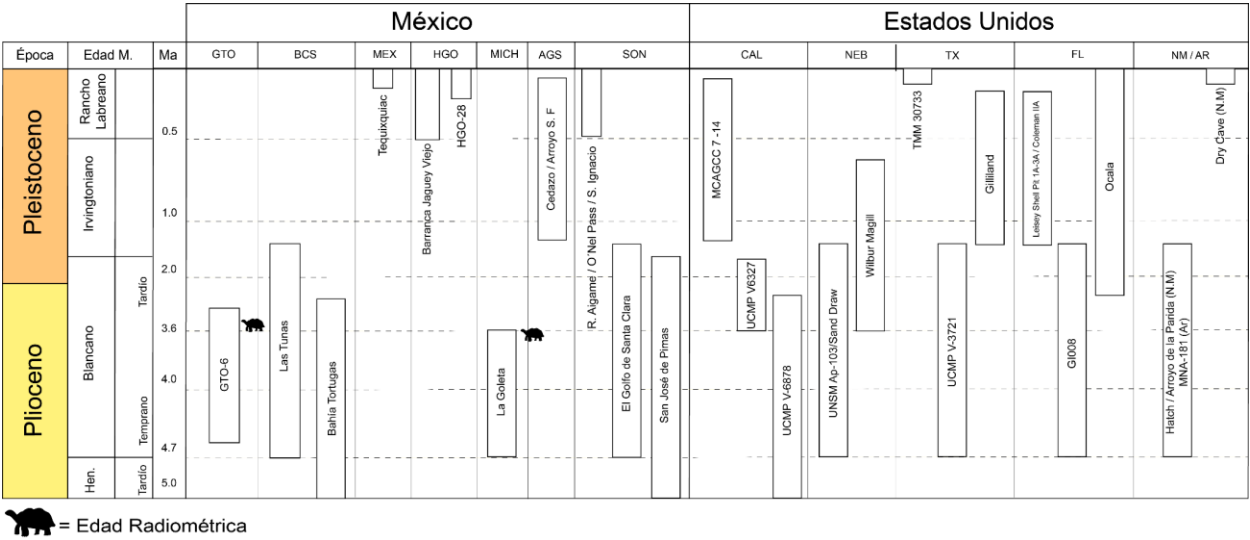 México
Estados Unidos
Época
Edad M.
Ma
GTO
BCS
MEX
HGO
MICH
AGS
SON
CAL
NEB
TX
FL
NM / AR
Pleistoceno
Plioceno
Rancho
Labreano
Irvingtoniano
Blancano
Hen.
Tardío
Temprano
Tardío
0.5
1.0
2.0
3.6
4.0
4.7
5.0
GTO-6
Las Tunas
Bahía Tortugas
Tequixquiac
Barranca Jaguey Viejo
HGO-28
La Goleta
Cedazo / Arroyo S. F
R. Aigame / O´Nel Pass / S. Ignacio
El Golfo de Santa Clara
San José de Pimas
MCAGCC 7 -14
UCMP V6327
UCMP V-6878
UNSM Ap-103/Sand Draw
Wilbur Magill
TMM 30733
UCMP V-3721
Gilliland
Leisey Shell Pit 1A-3A / Coleman IIA
GI008
Ocala
Hatch / Arroyo de la Parida (N.M)
MNA-181 (Ar)
Dry Cave (N.M)
= Edad Radiométrica